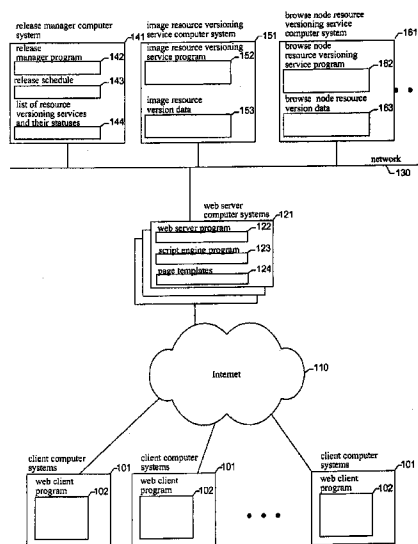 release manager computer
system
141
release
manager program
142
release schedule
143
list of resource
versioning services
and their statuses
144
image resource versioning
service computer system
151
image resource versioning
service program
152
image resource
version data
153
browse node resource
versioning service
computer system
161
browse node
resource versioning
service program
162
browse node resource
version data
163
network
130
web server
computer systems
121
web server program
122
script engine program
123
page templates
124
Internet
110
client computer
systems
101
web client
program
102
client computer
systems
101
web client
program
102
client computer
systems
101
web client
program
102